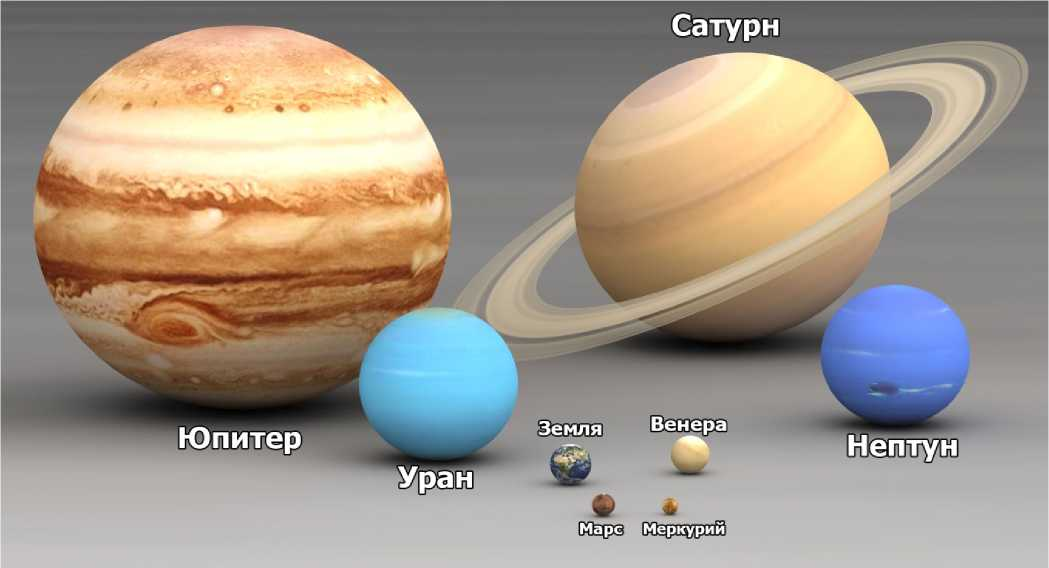 Сатурн
Юпитер
Уран
Земля
Венера
Нептун
Марс
Меркурий